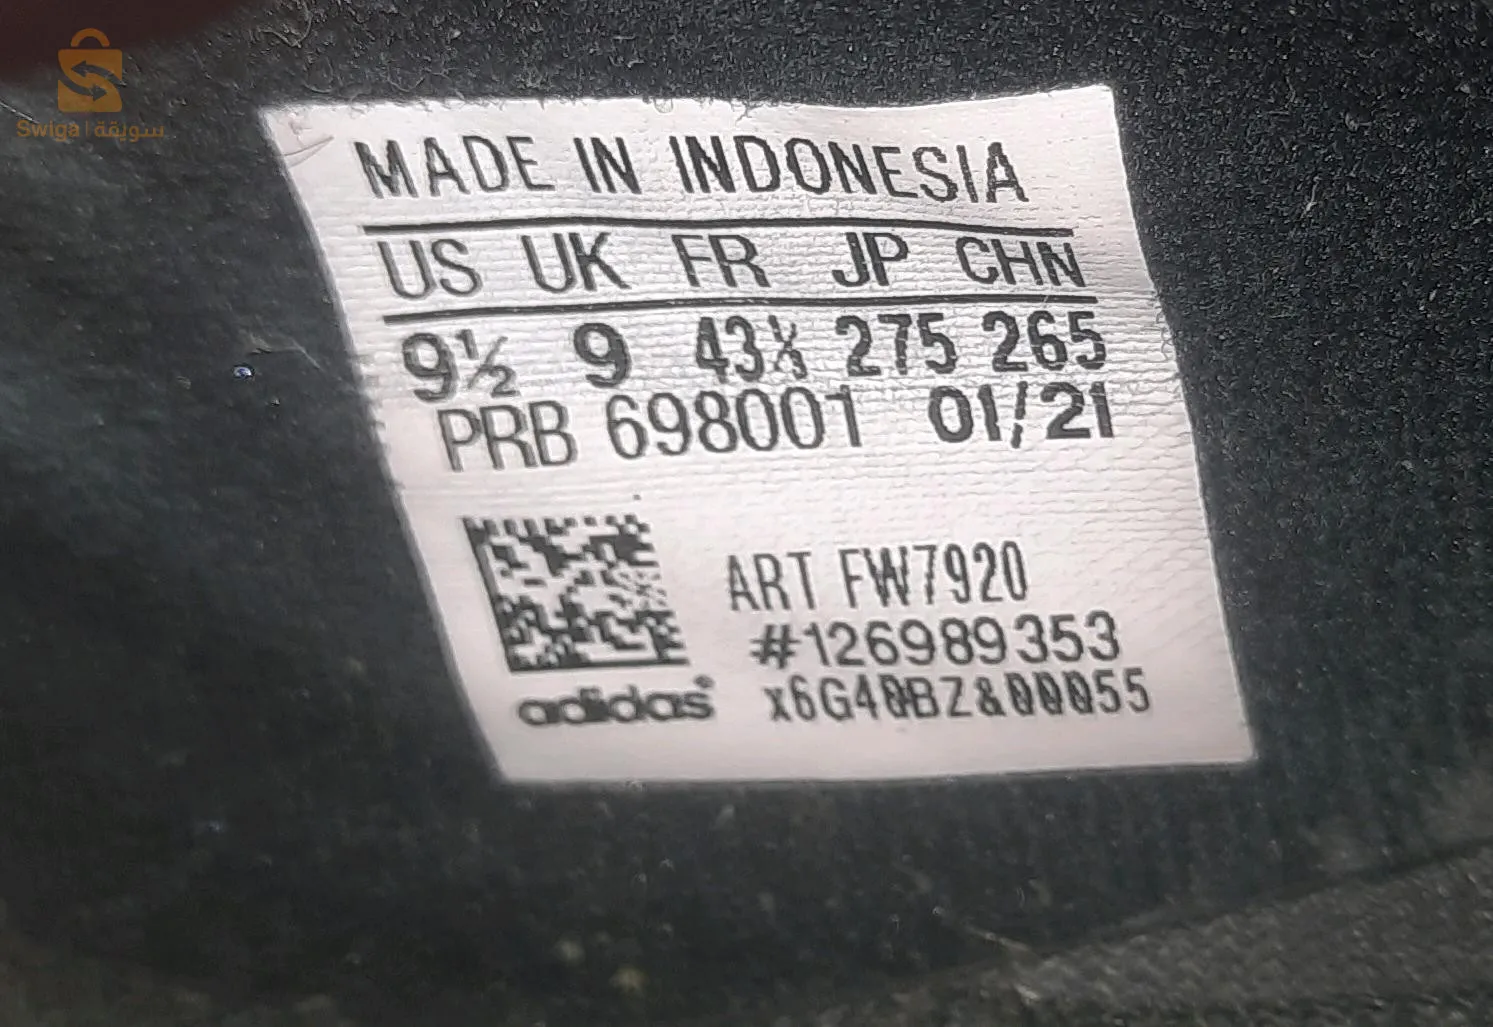 Swiga | سويقة
MADE IN INDONESIA
US UK FR JP CHN
9½ 9 43⅓ 275 265
PRB 698001 01/21
ART FW7920
#126989353
adidas® x6G40BZ&00055